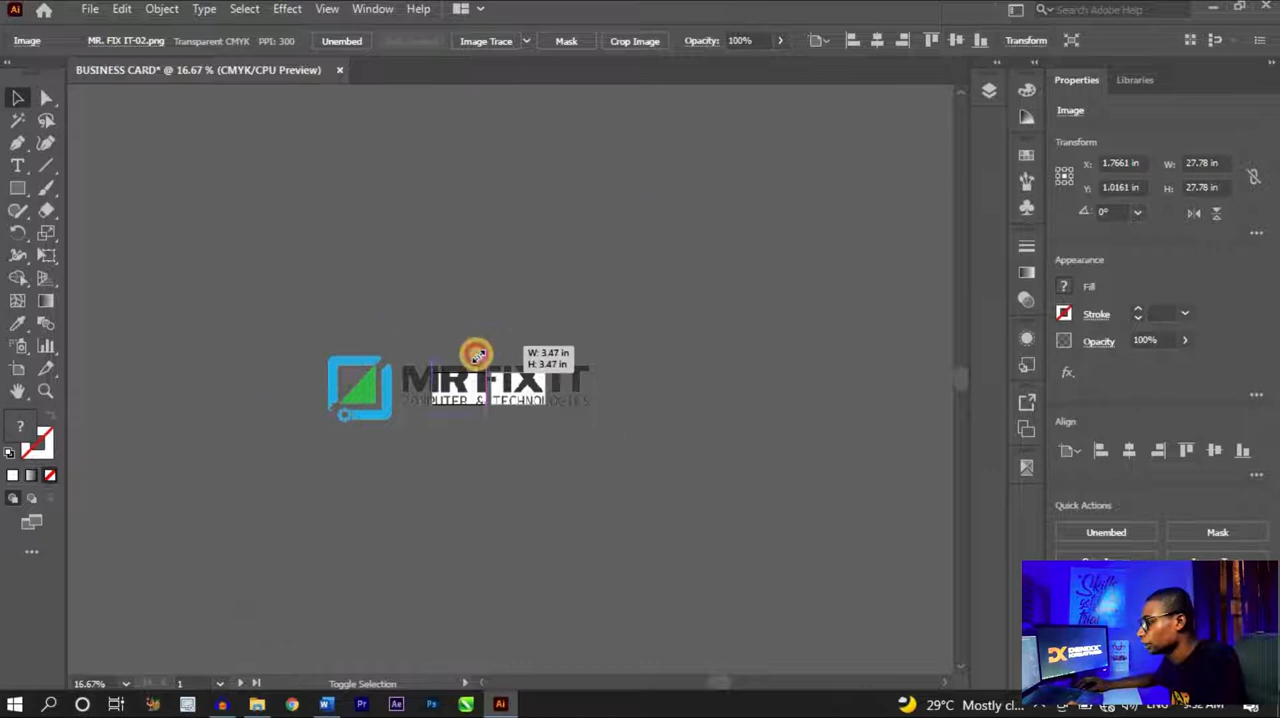 Ai File Edit Object Type Select Effect View Window Help Search Adobe Help
Image MR. FIX IT-02.png Transparent CMYK PPI: 300 Unembed Image Trace Mask Crop Image Opacity: 100% Transform
BUSINESS CARD* @ 16.67 % (CMYK/CPU Preview)
Properties Libraries
Image
Transform
X: 1.7661 in W: 27.78 in
Y: 1.0161 in H: 27.78 in
0°
Appearance
? Fill
Stroke
Opacity 100%
fx.
W: 3.47 in
H: 3.47 in
MR FIX IT
COMPUTER & TECHNOLOGIES
?
Align
Quick Actions
Unembed Mask
16.67% 1 Toggle Selection
29°C Mostly cl...